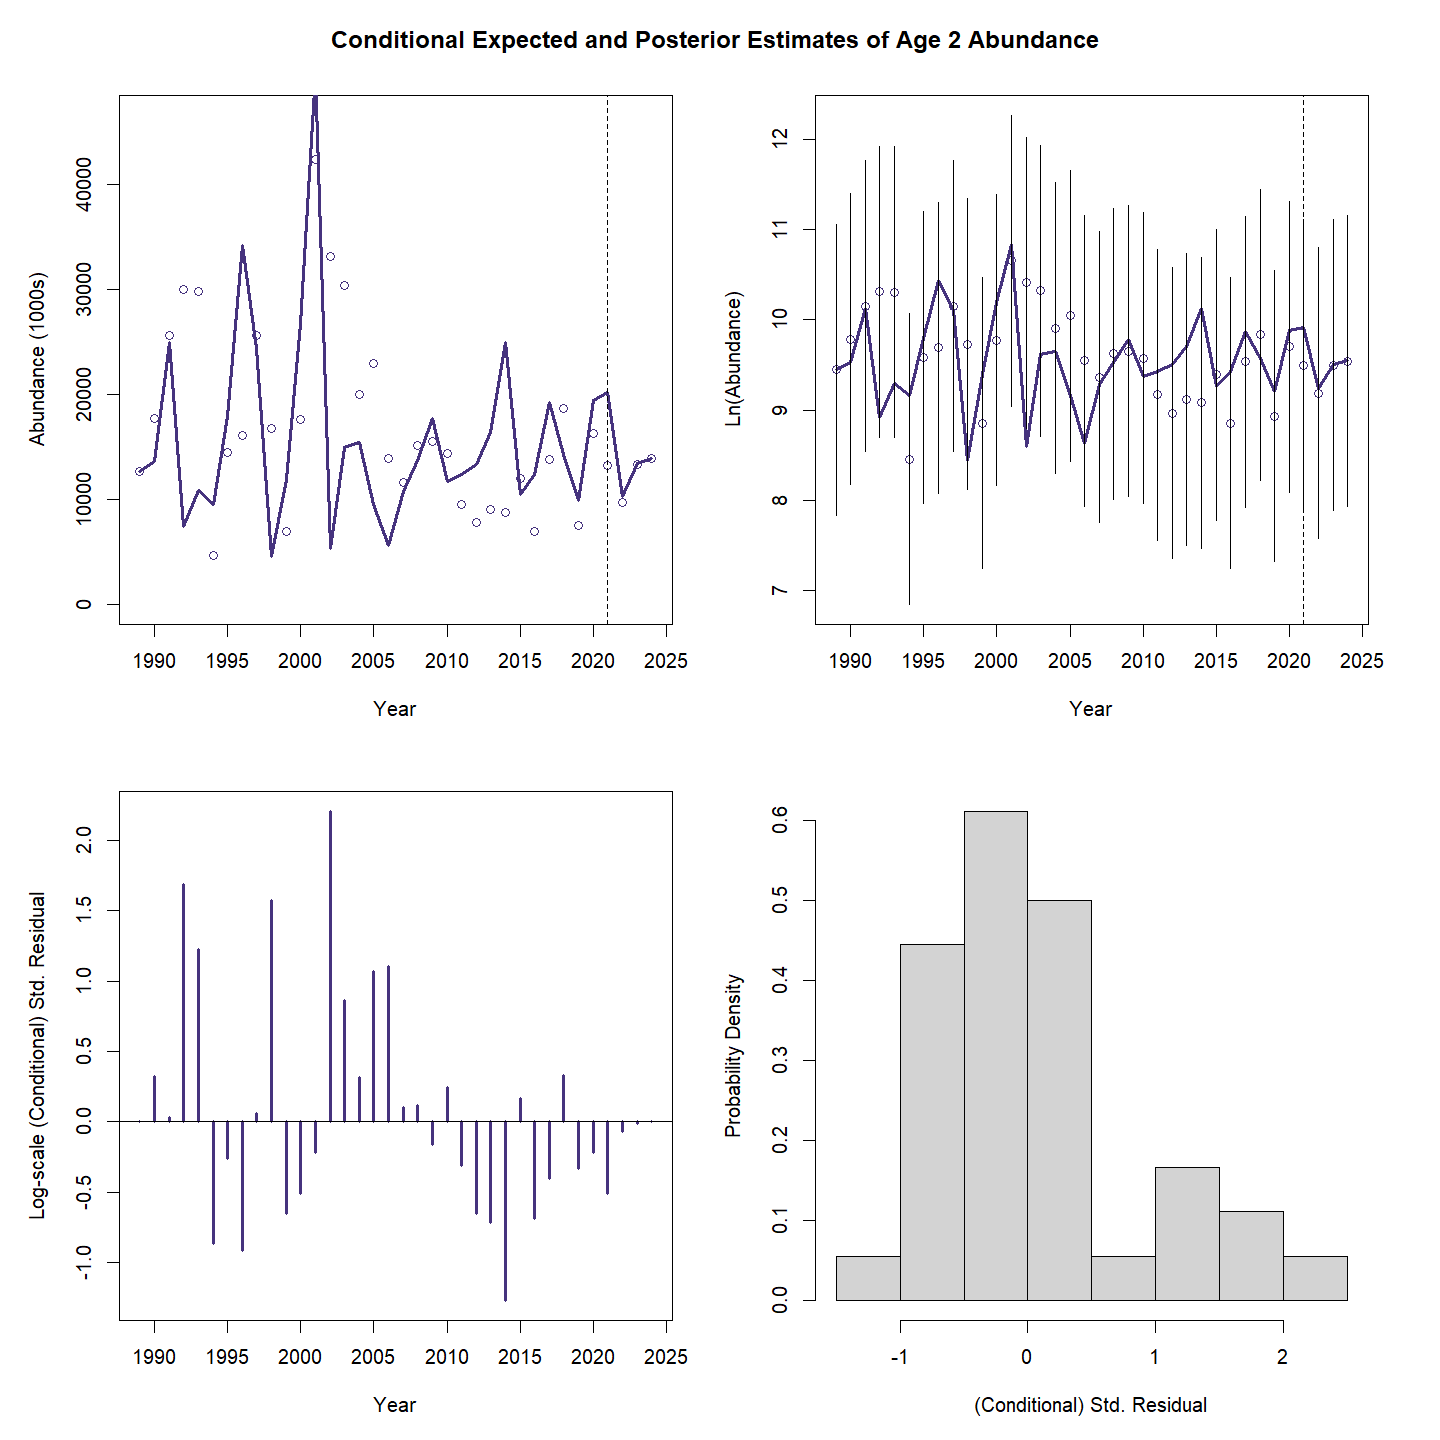 Conditional Expected and Posterior Estimates of Age 2 Abundance
Abundance (1000s)
0 10000 20000 30000 40000
1990 1995 2000 2005 2010 2015 2020 2025
Year
Ln(Abundance)
7 8 9 10 11 12
1990 1995 2000 2005 2010 2015 2020 2025
Year
Log-scale (Conditional) Std. Residual
-1.0 -0.5 0.0 0.5 1.0 1.5 2.0
1990 1995 2000 2005 2010 2015 2020 2025
Year
Probability Density
0.0 0.1 0.2 0.3 0.4 0.5 0.6
-1 0 1 2
(Conditional) Std. Residual